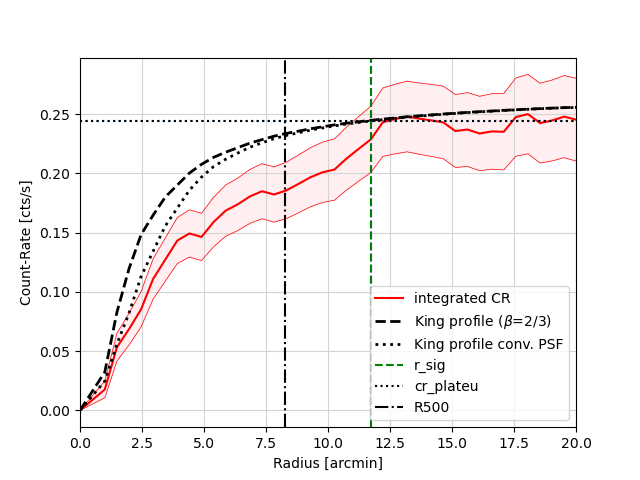 0.25
0.20
0.15
0.10
0.05
0.00
Count-Rate [cts/s]
integrated CR
King profile (β=2/3)
King profile conv. PSF
r_sig
cr_plateu
R500
0.0 2.5 5.0 7.5 10.0 12.5 15.0 17.5 20.0
Radius [arcmin]